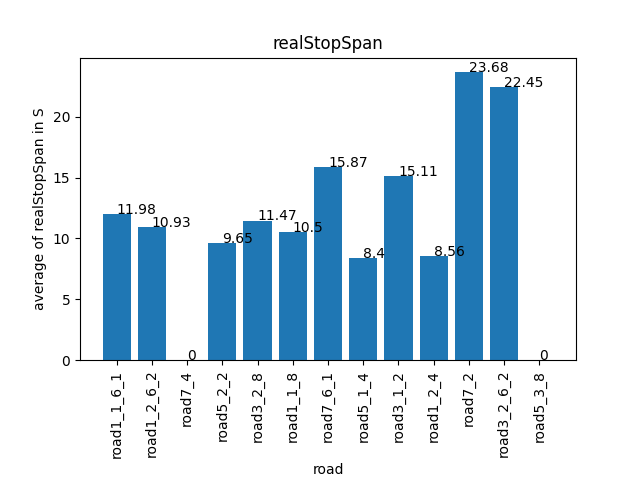 realStopSpan
average of realStopSpan in S
20
15
10
5
0
11.98
10.93
0
9.65
11.47
10.5
15.87
8.4
15.11
8.56
23.68
22.45
0
road1_1_6_1
road1_2_6_2
road7_4
road5_2_2
road3_2_8
road1_1_8
road7_6_1
road5_1_4
road3_1_2
road1_2_4
road7_2
road3_2_6_2
road5_3_8
road